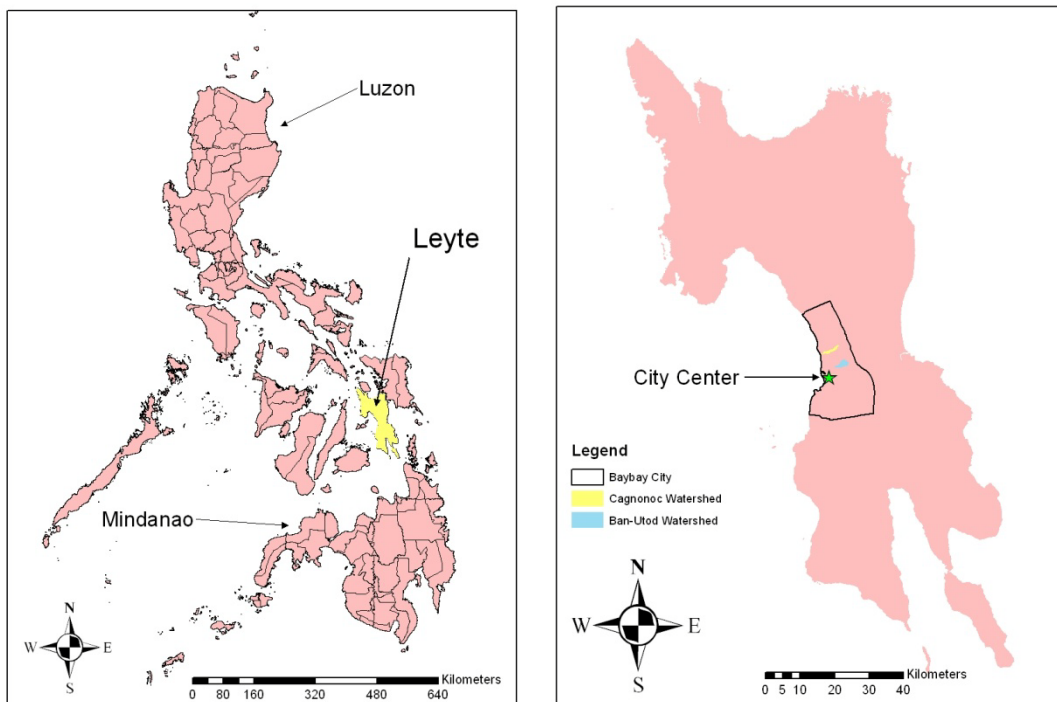 Luzon
Leyte
Mindanao
N
W E
S
Kilometers
0 80 160 320 480 640
City Center
Legend
Baybay City
Cagnonoc Watershed
Ban-Utod Watershed
N
W E
S
Kilometers
0 5 10 20 30 40